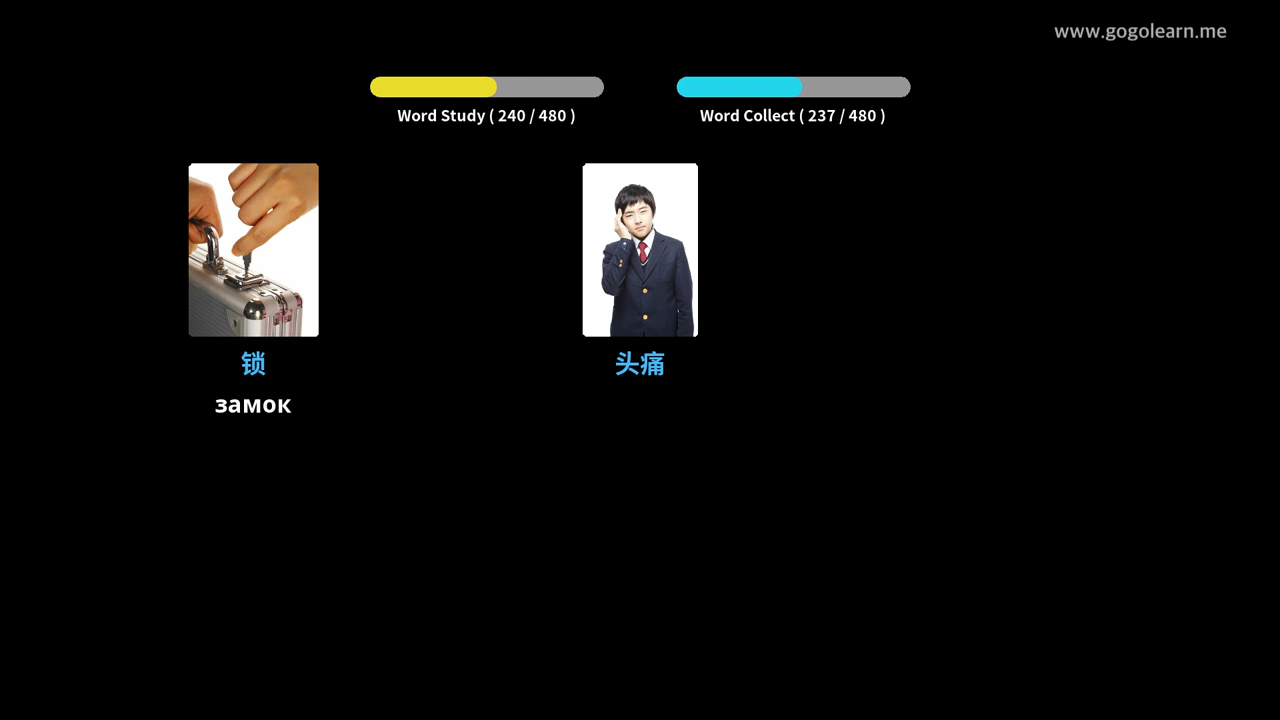 www.gogolearn.me
Word Study ( 240 / 480 )
Word Collect ( 237 / 480 )
锁
头痛
замок